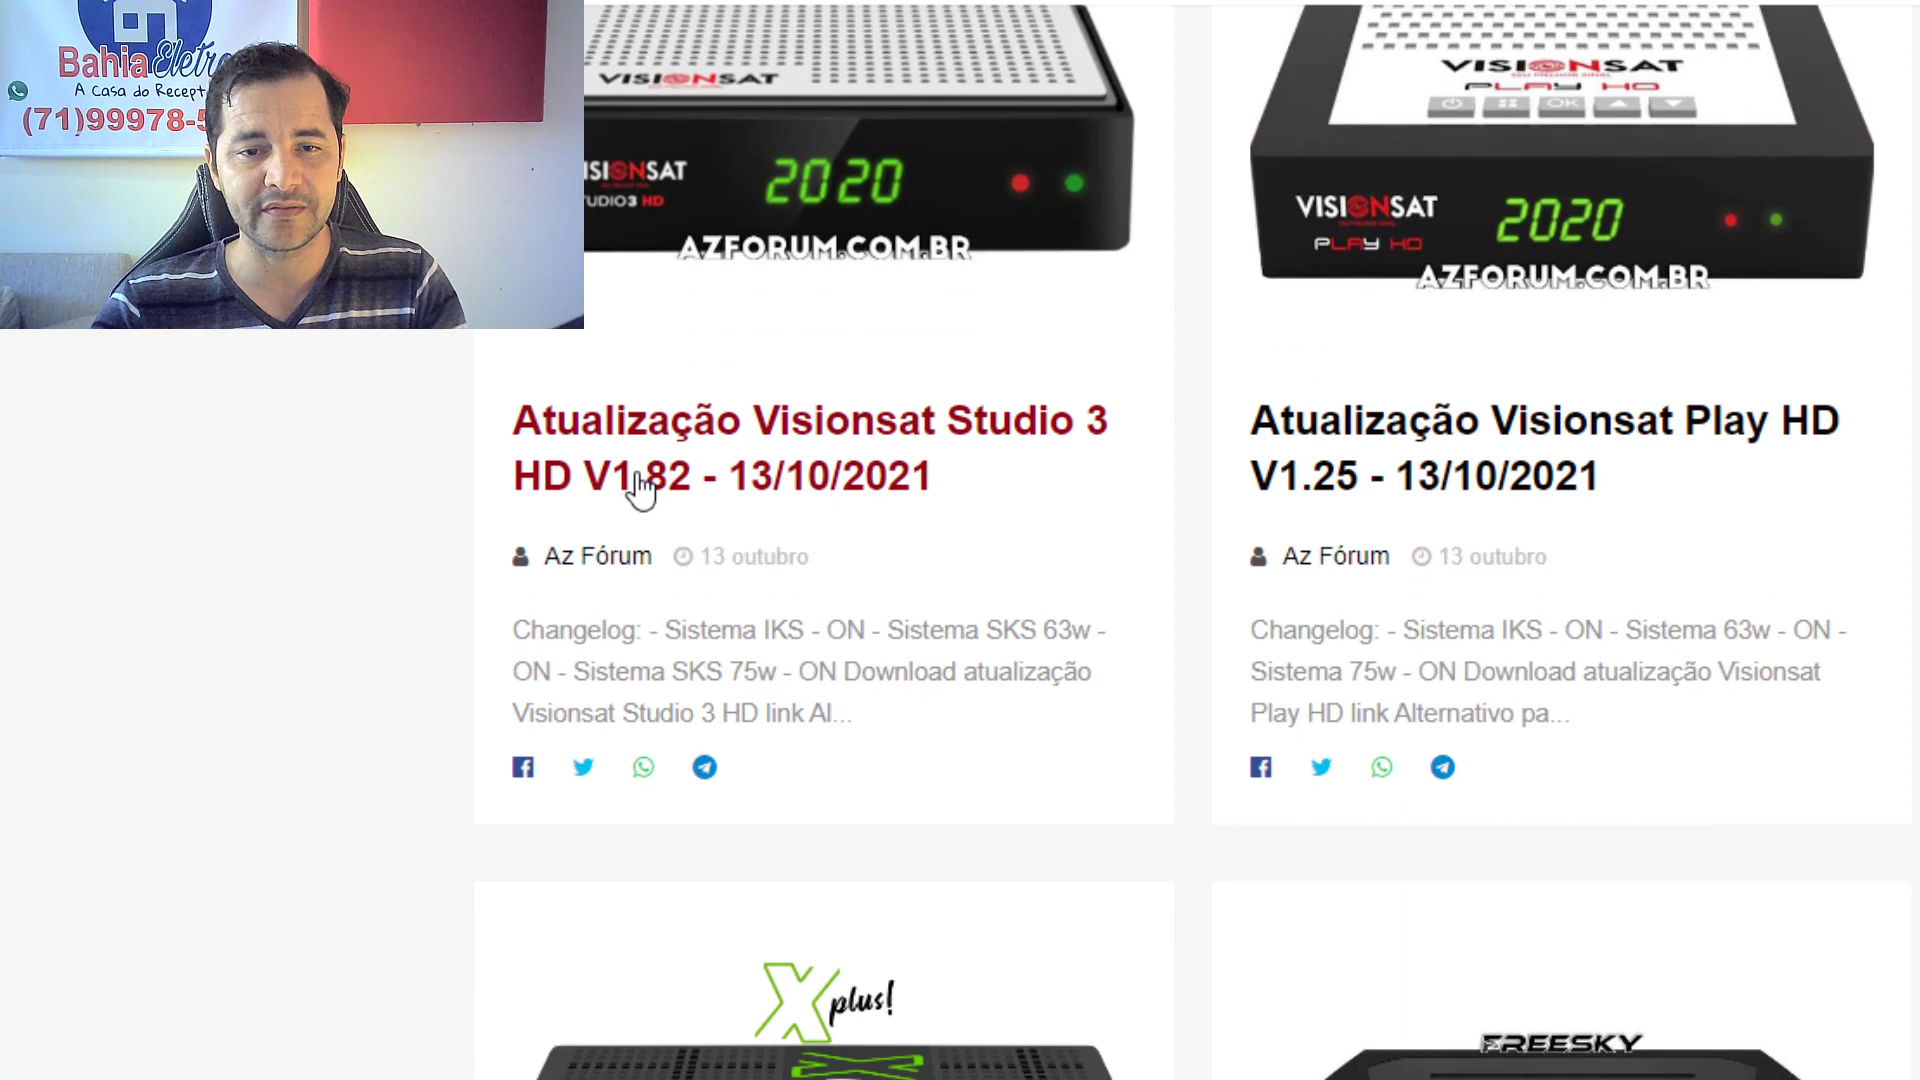 Bahia Eletro
A Casa do Recept
(71)99978-5
VISIONSAT
VISIONSAT
PLAY HD
OK
ISIONSAT
TUDIO3 HD
2020
VISIONSAT
PLAY HD
2020
AZFORUM.COM.BR
AZFORUM.COM.BR
Atualização Visionsat Studio 3
HD V1.82 - 13/10/2021
Az Fórum 13 outubro
Changelog: - Sistema IKS - ON - Sistema SKS 63w -
ON - Sistema SKS 75w - ON Download atualização
Visionsat Studio 3 HD link Al...
Atualização Visionsat Play HD
V1.25 - 13/10/2021
Az Fórum 13 outubro
Changelog: - Sistema IKS - ON - Sistema 63w - ON -
Sistema 75w - ON Download atualização Visionsat
Play HD link Alternativo pa...
X plus!
FREESKY